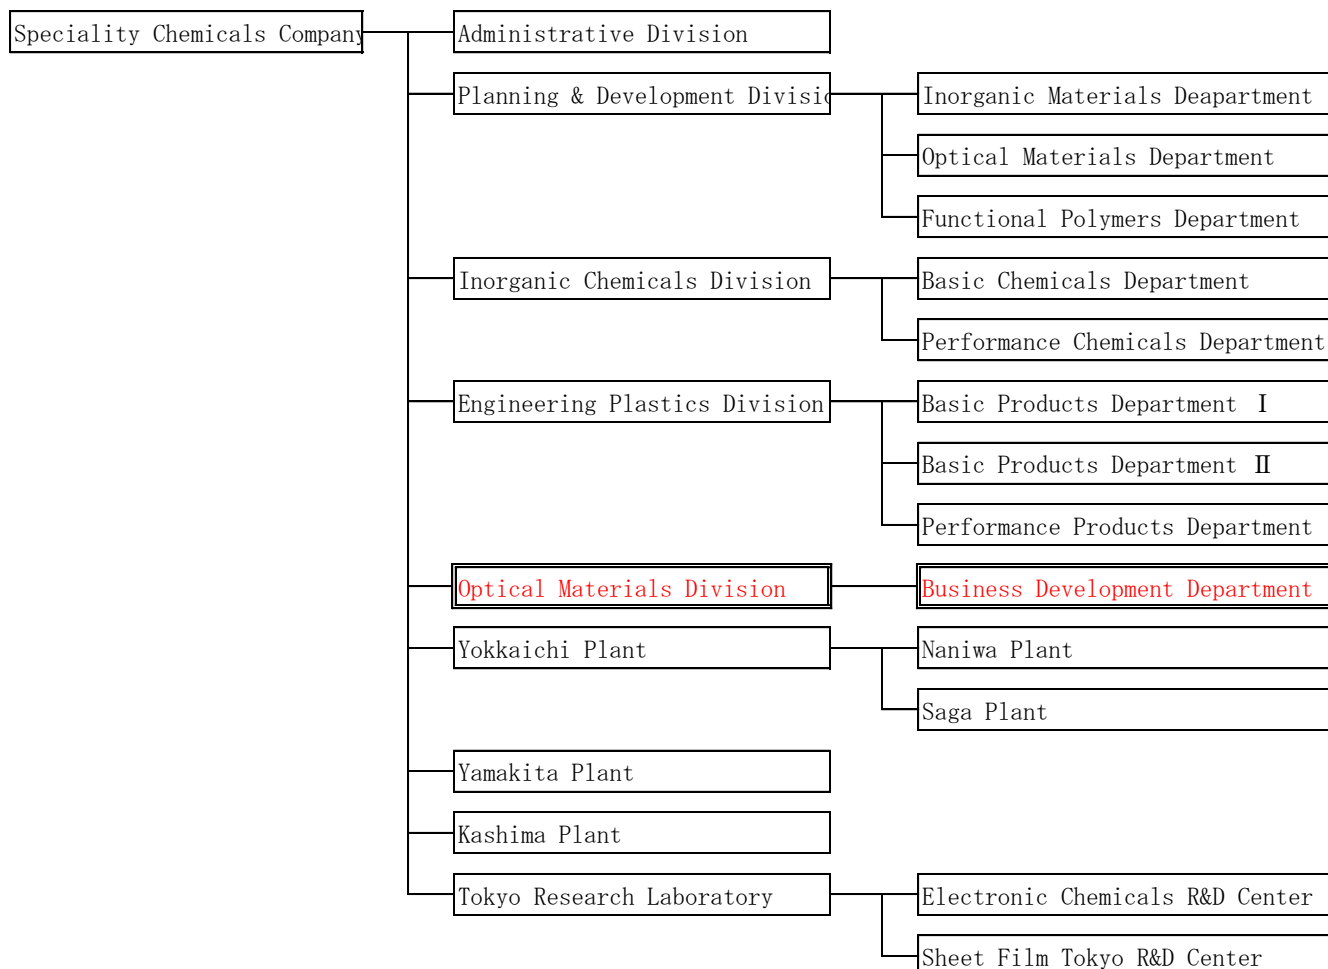 Speciality Chemicals Company
Administrative Division
Planning & Development Divisio
Inorganic Materials Deapartment
Optical Materials Department
Functional Polymers Department
Inorganic Chemicals Division
Basic Chemicals Department
Performance Chemicals Department
Engineering Plastics Division
Basic Products Department Ⅰ
Basic Products Department Ⅱ
Performance Products Department
Optical Materials Division
Business Development Department
Yokkaichi Plant
Naniwa Plant
Saga Plant
Yamakita Plant
Kashima Plant
Tokyo Research Laboratory
Electronic Chemicals R&D Center
Sheet Film Tokyo R&D Center